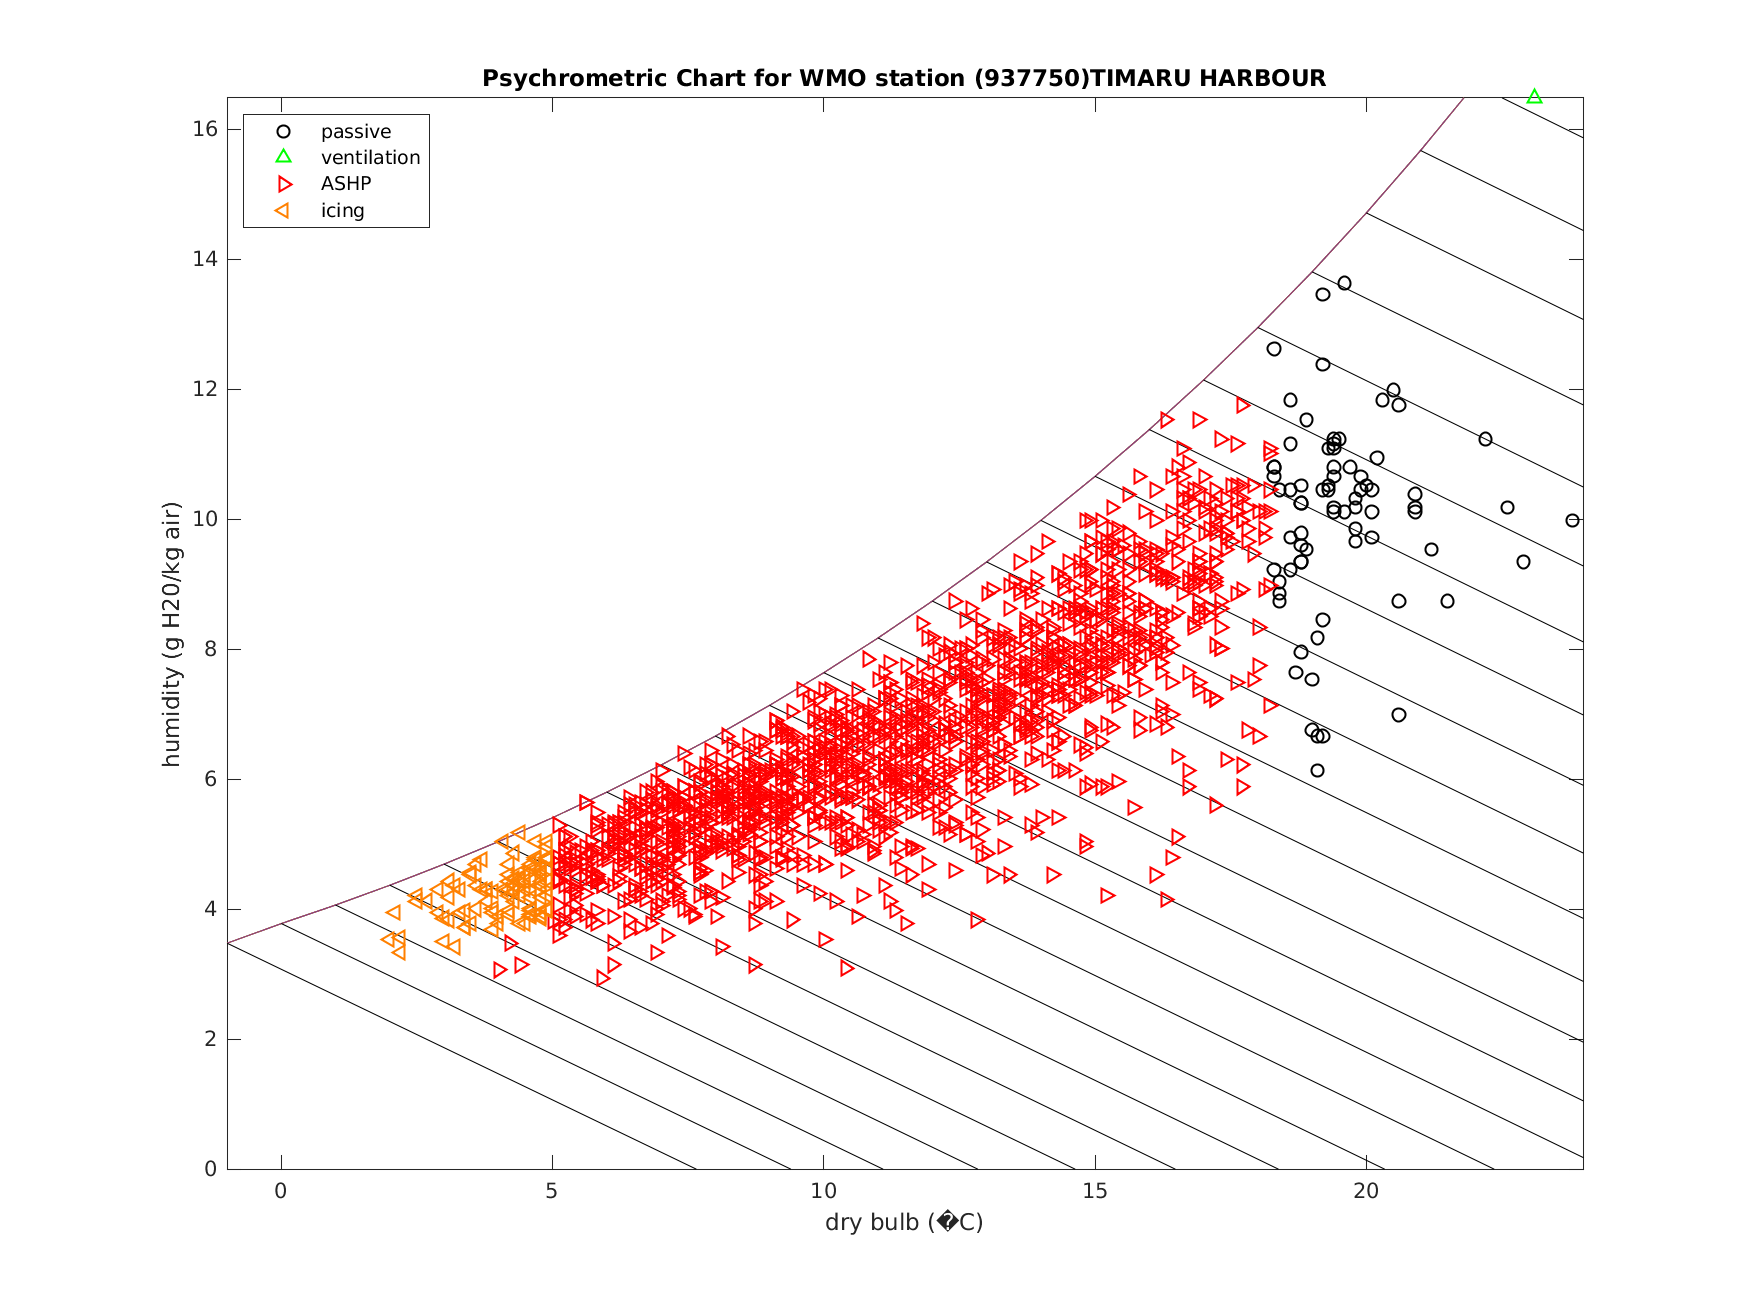 Psychrometric Chart for WMO station (937750)TIMARU HARBOUR
passive
ventilation
ASHP
icing
16
14
12
10
8
6
4
2
0
humidity (g H20/kg air)
0 5 10 15 20
dry bulb (�C)